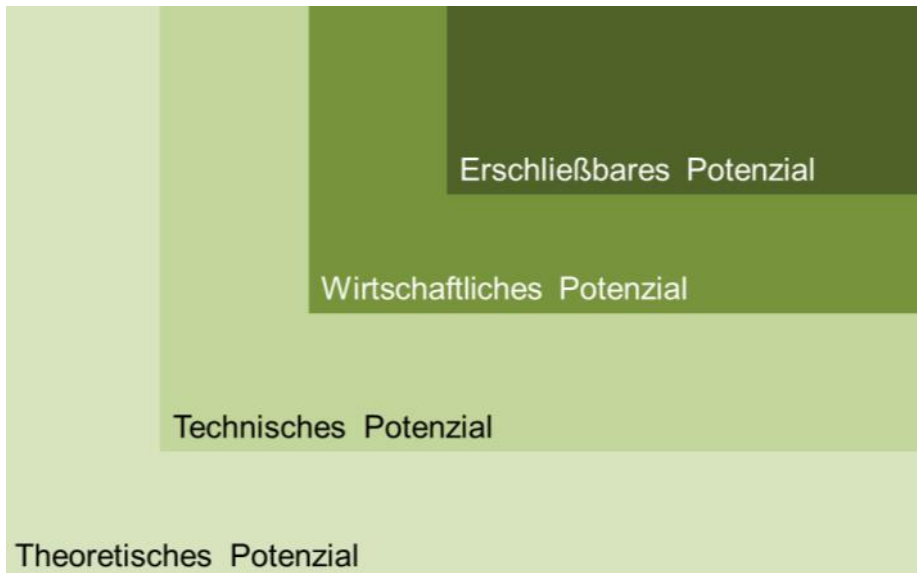 Erschließbares Potenzial
Wirtschaftliches Potenzial
Technisches Potenzial
Theoretisches Potenzial